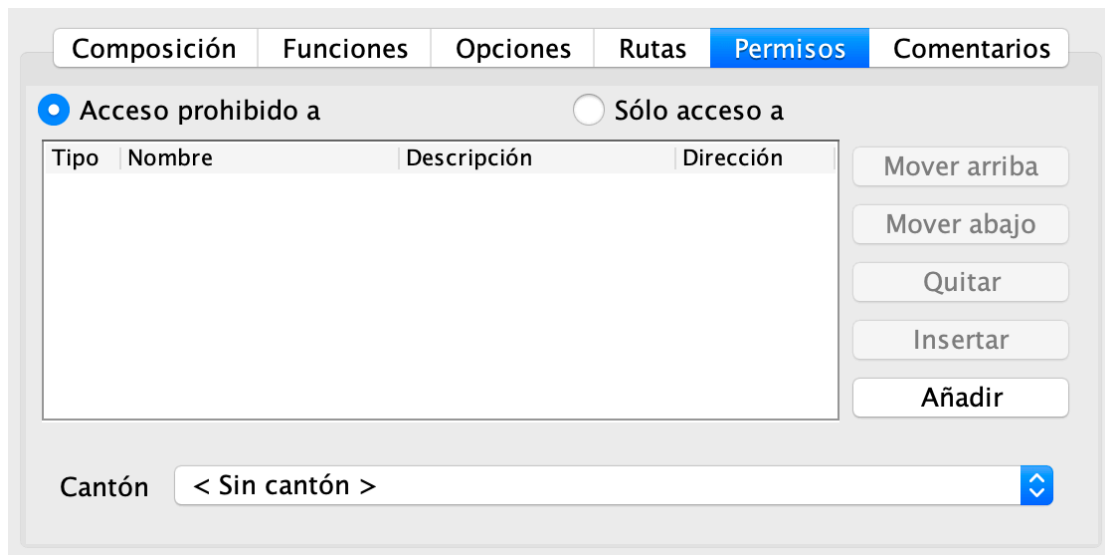 Composición Funciones Opciones Rutas Permisos Comentarios
Acceso prohibido a Sólo acceso a
Tipo Nombre Descripción Dirección
Mover arriba
Mover abajo
Quitar
Insertar
Añadir
Cantón < Sin cantón >